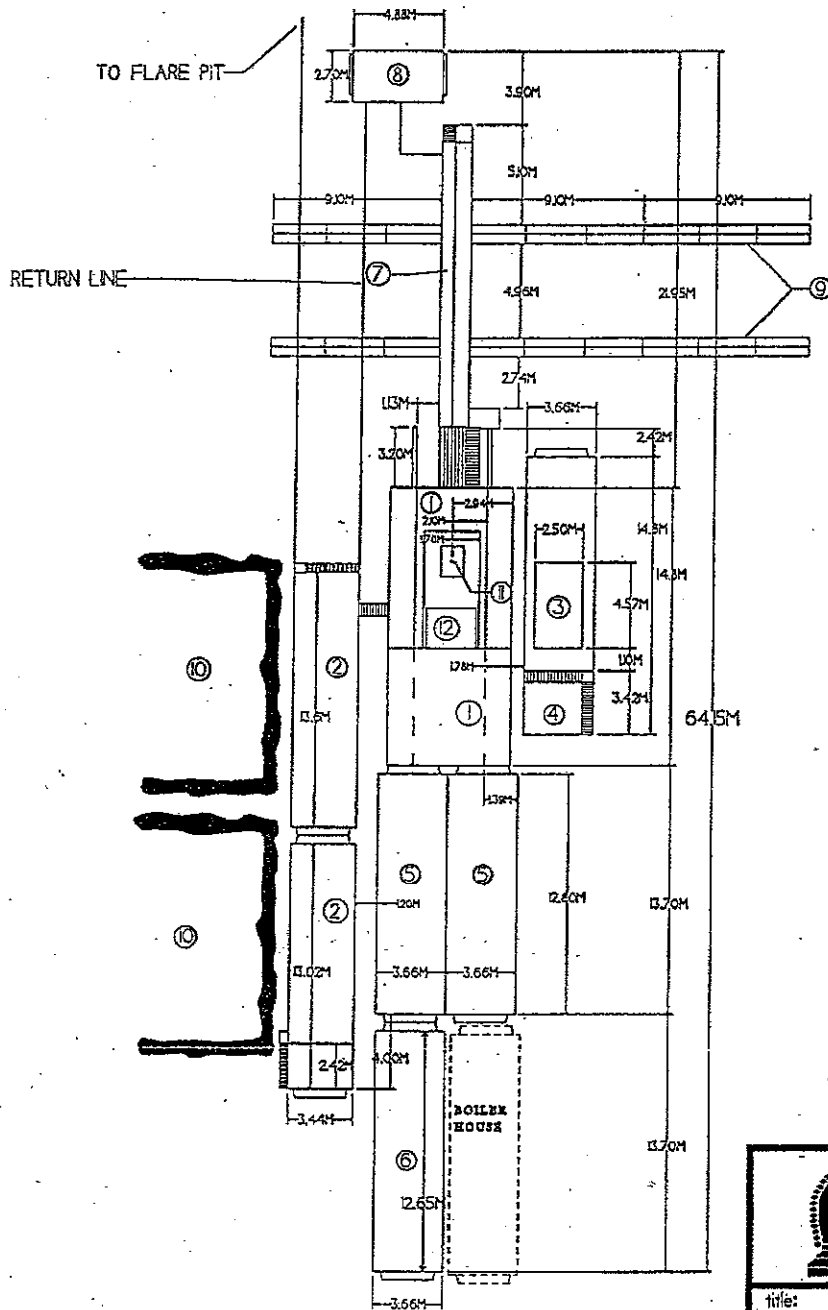 4.88M
TO FLARE PIT
2.70M
8
3.90M
5.10M
9.10M 9.10M 9.10M
RETURN LINE
7
4.96M
21.95M
9
2.74M
1.13M
3.66M
3.20M
2.42M
1
2.94M
2.10M
1.70M
2.50M
14.3M
14.3M
11
3
4.57M
12
10
2
1.78M
1.10M
13.5M
1
4
3.42M
64.5M
1.39M
5
5
12.80M
13.70M
10
2
1.20M
13.02M
3.66M
3.66M
2.42M
4.00M
3.44M
BOILER
HOUSE
6
13.70M
12.65M
3.66M
title: